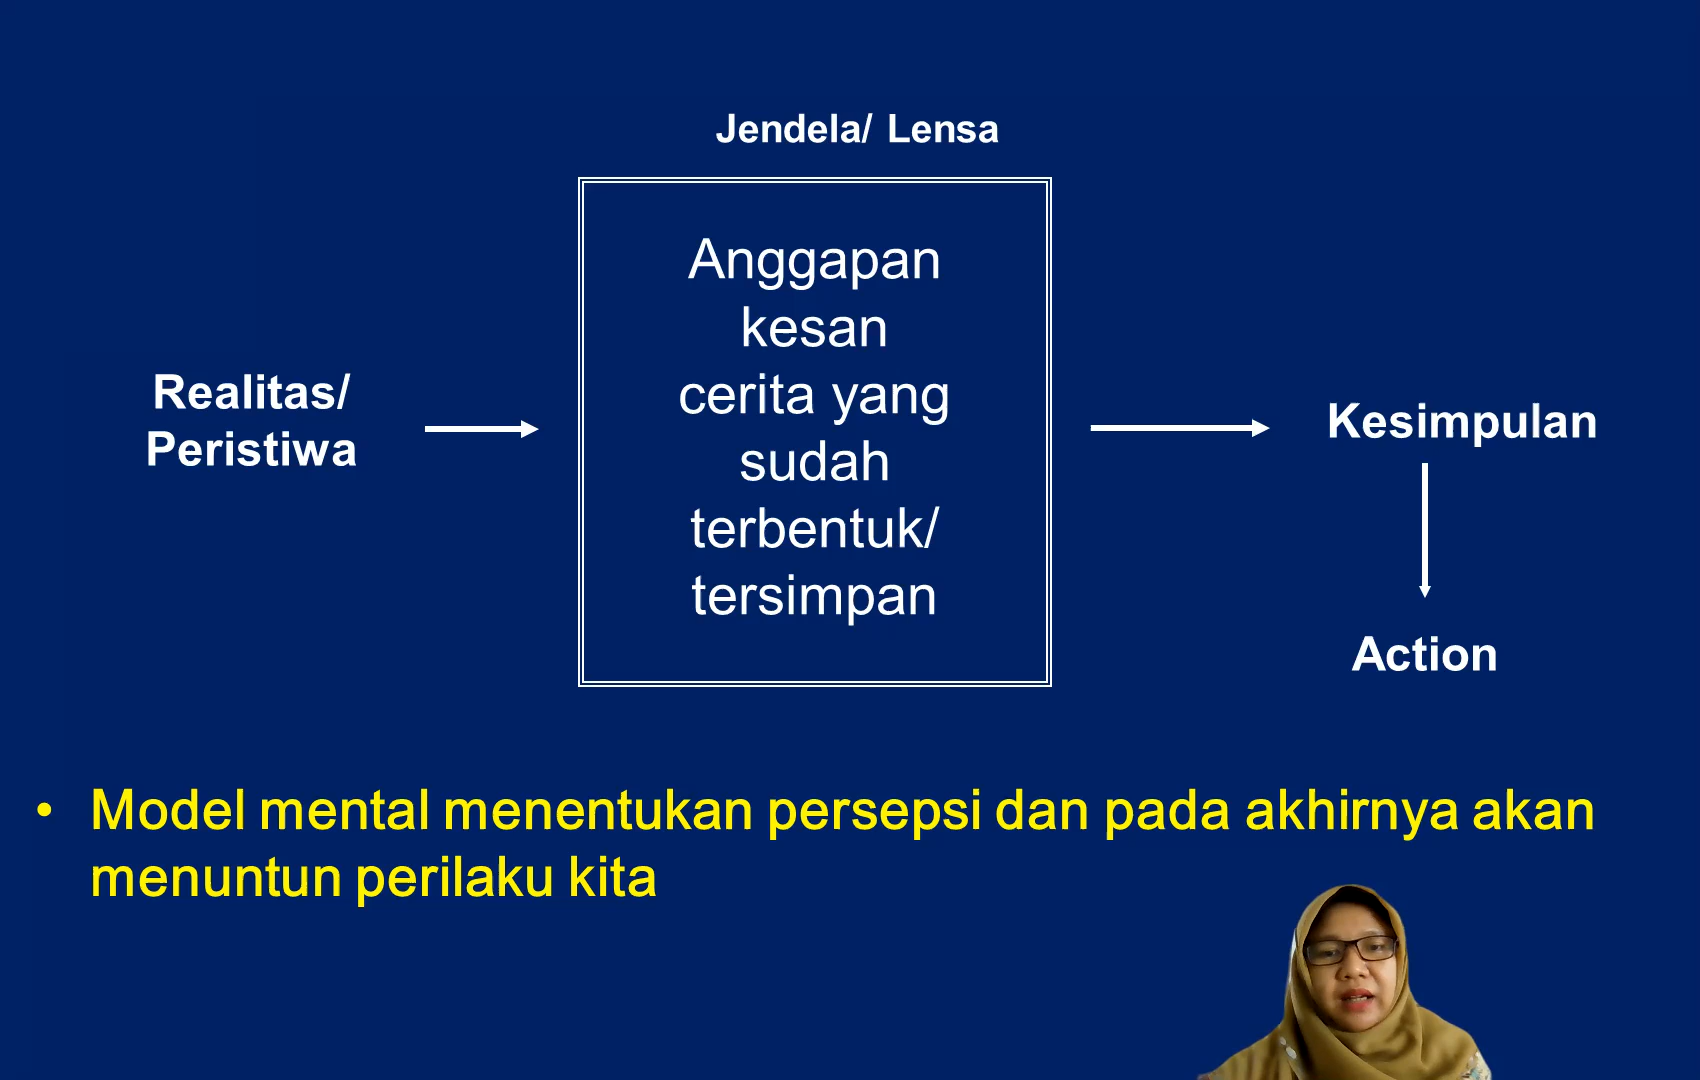 Jendela/ Lensa
Anggapan
kesan
cerita yang
sudah
terbentuk/
tersimpan
Realitas/
Peristiwa
Kesimpulan
Action
• Model mental menentukan persepsi dan pada akhirnya akan
menuntun perilaku kita